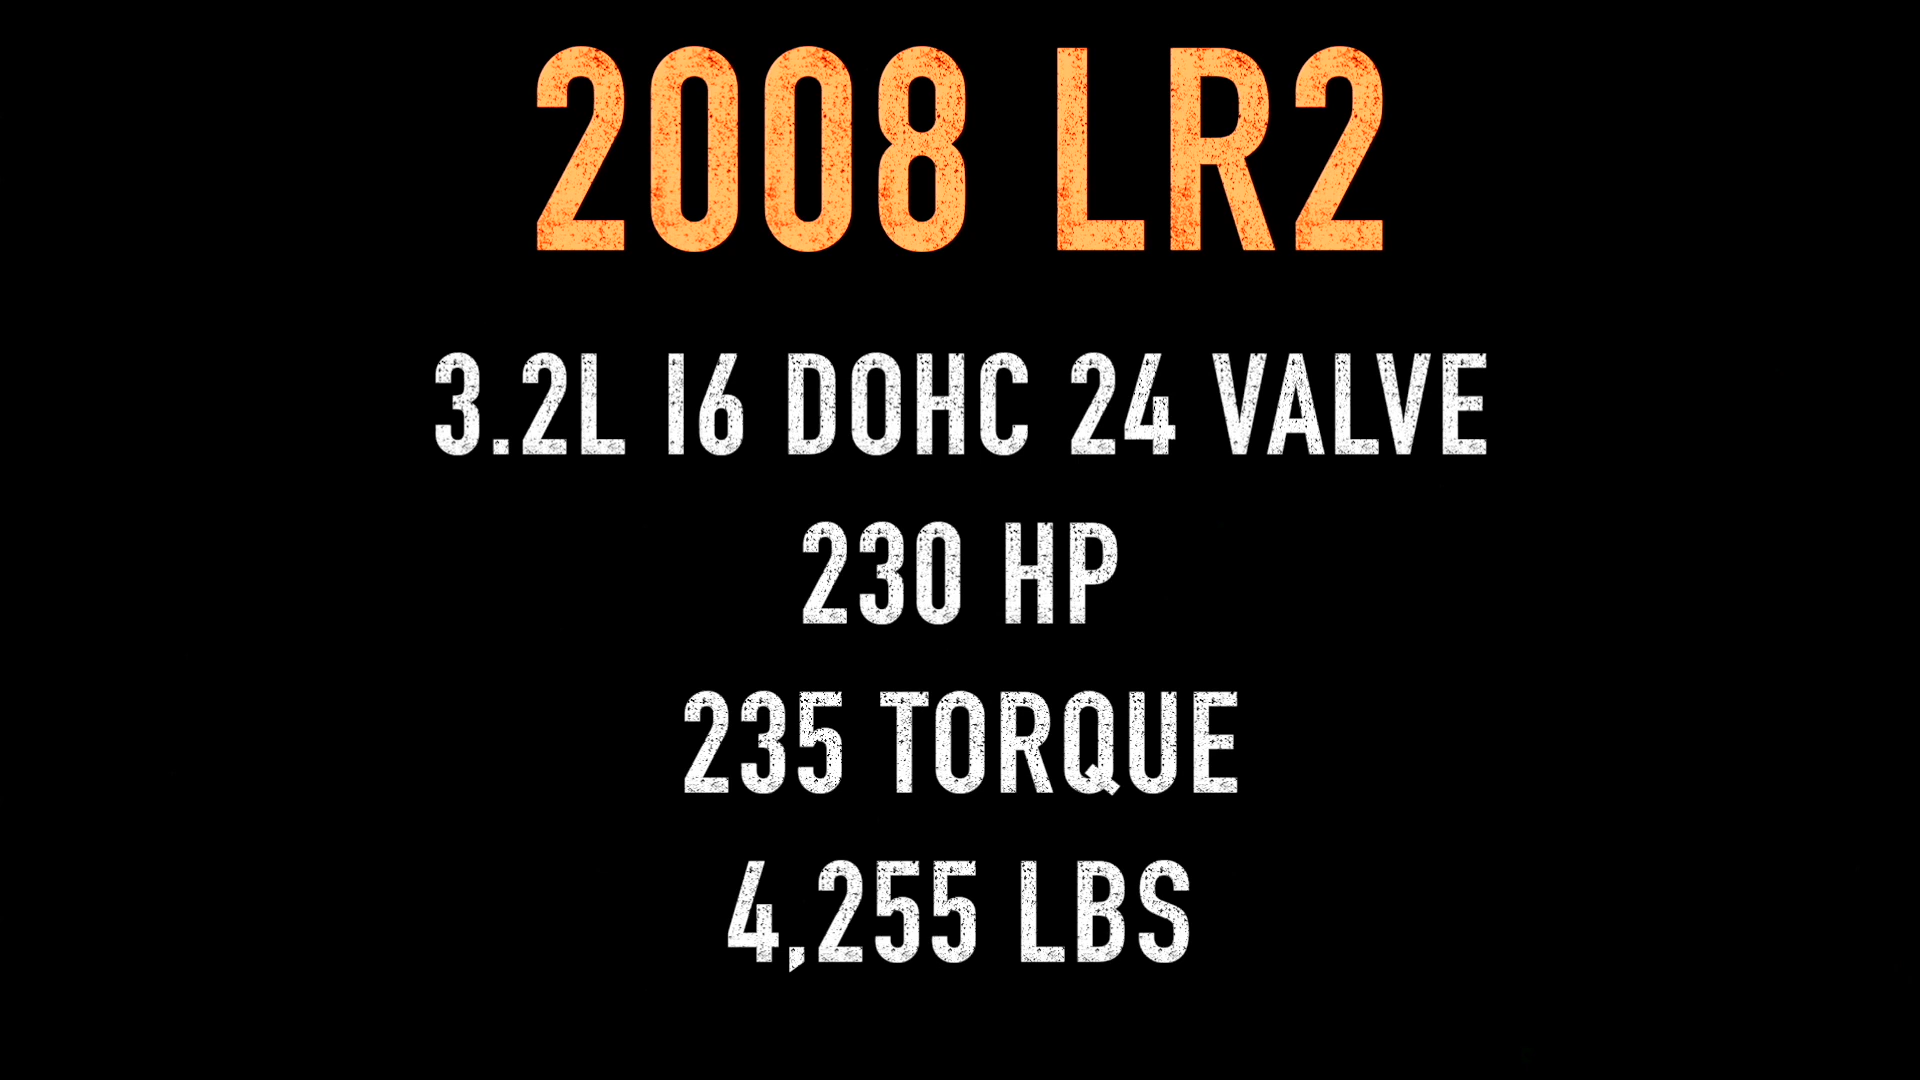 2008 LR2
3.2L I6 DOHC 24 VALVE
230 HP
235 TORQUE
4,255 LBS